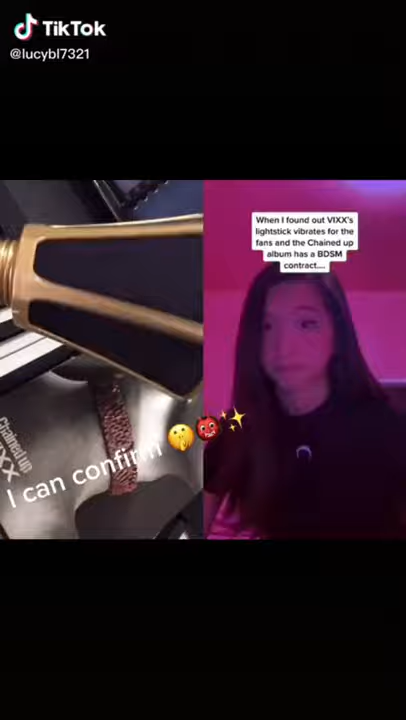 TikTok
@lucybl7321
When I found out VIXX's
lightstick vibrates for the
fans and the Chained up
album has a BDSM
contract....
Chained up
VIXX
I can confirm 🤫👹✨